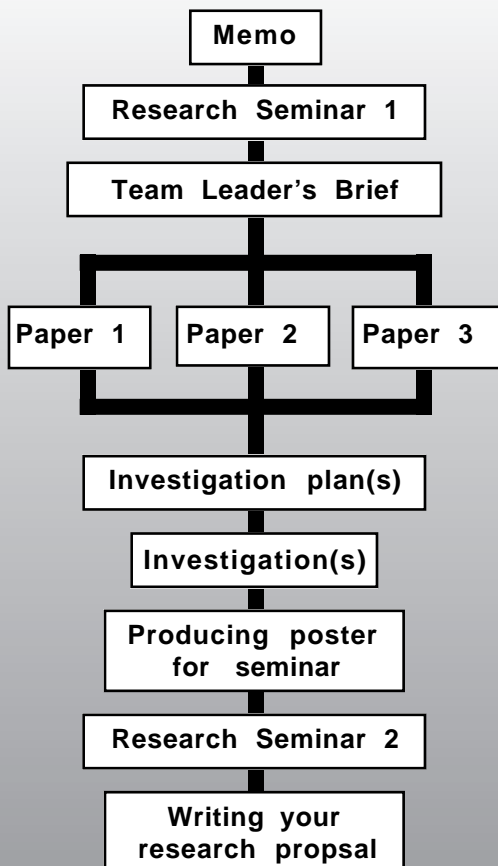 Memo
Research Seminar 1
Team Leader's Brief
Paper 1 Paper 2 Paper 3
Investigation plan(s)
Investigation(s)
Producing poster
for seminar
Research Seminar 2
Writing your
research propsal